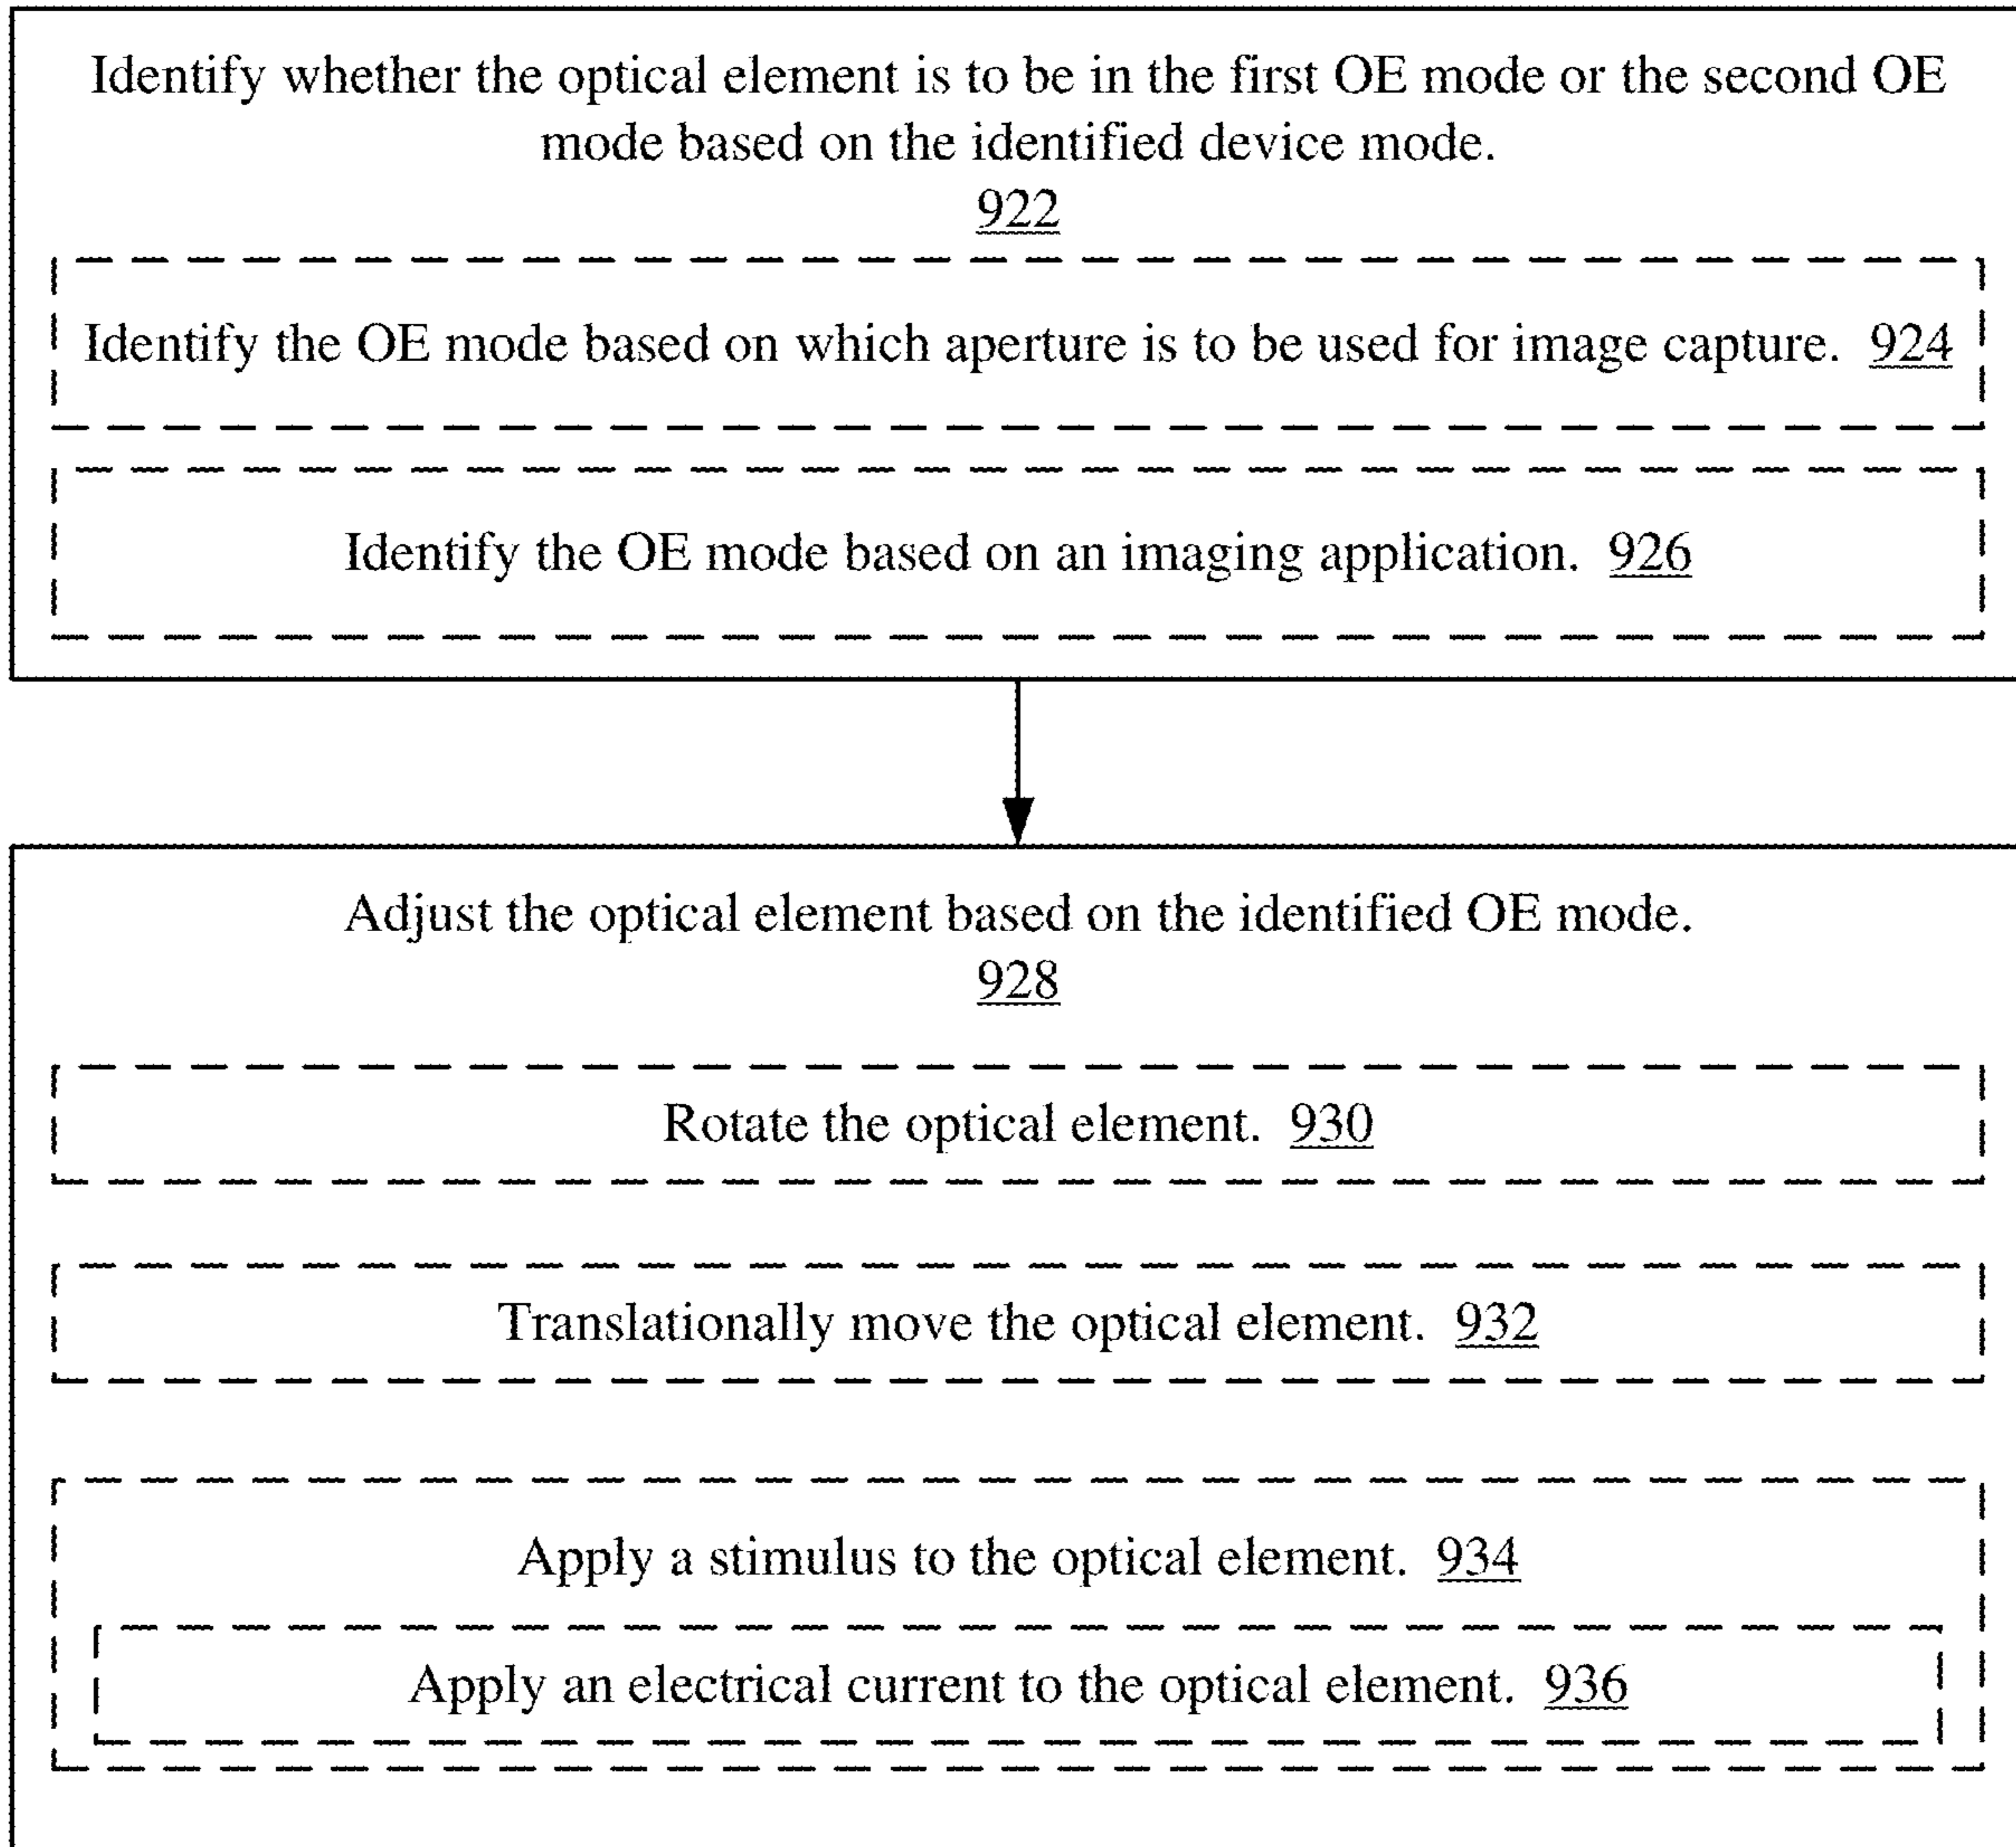 Identify whether the optical element is to be in the first OE mode or the second OE
mode based on the identified device mode.
922
Identify the OE mode based on which aperture is to be used for image capture. 924
Identify the OE mode based on an imaging application. 926
Adjust the optical element based on the identified OE mode.
928
Rotate the optical element. 930
Translationally move the optical element. 932
Apply a stimulus to the optical element. 934
Apply an electrical current to the optical element. 936